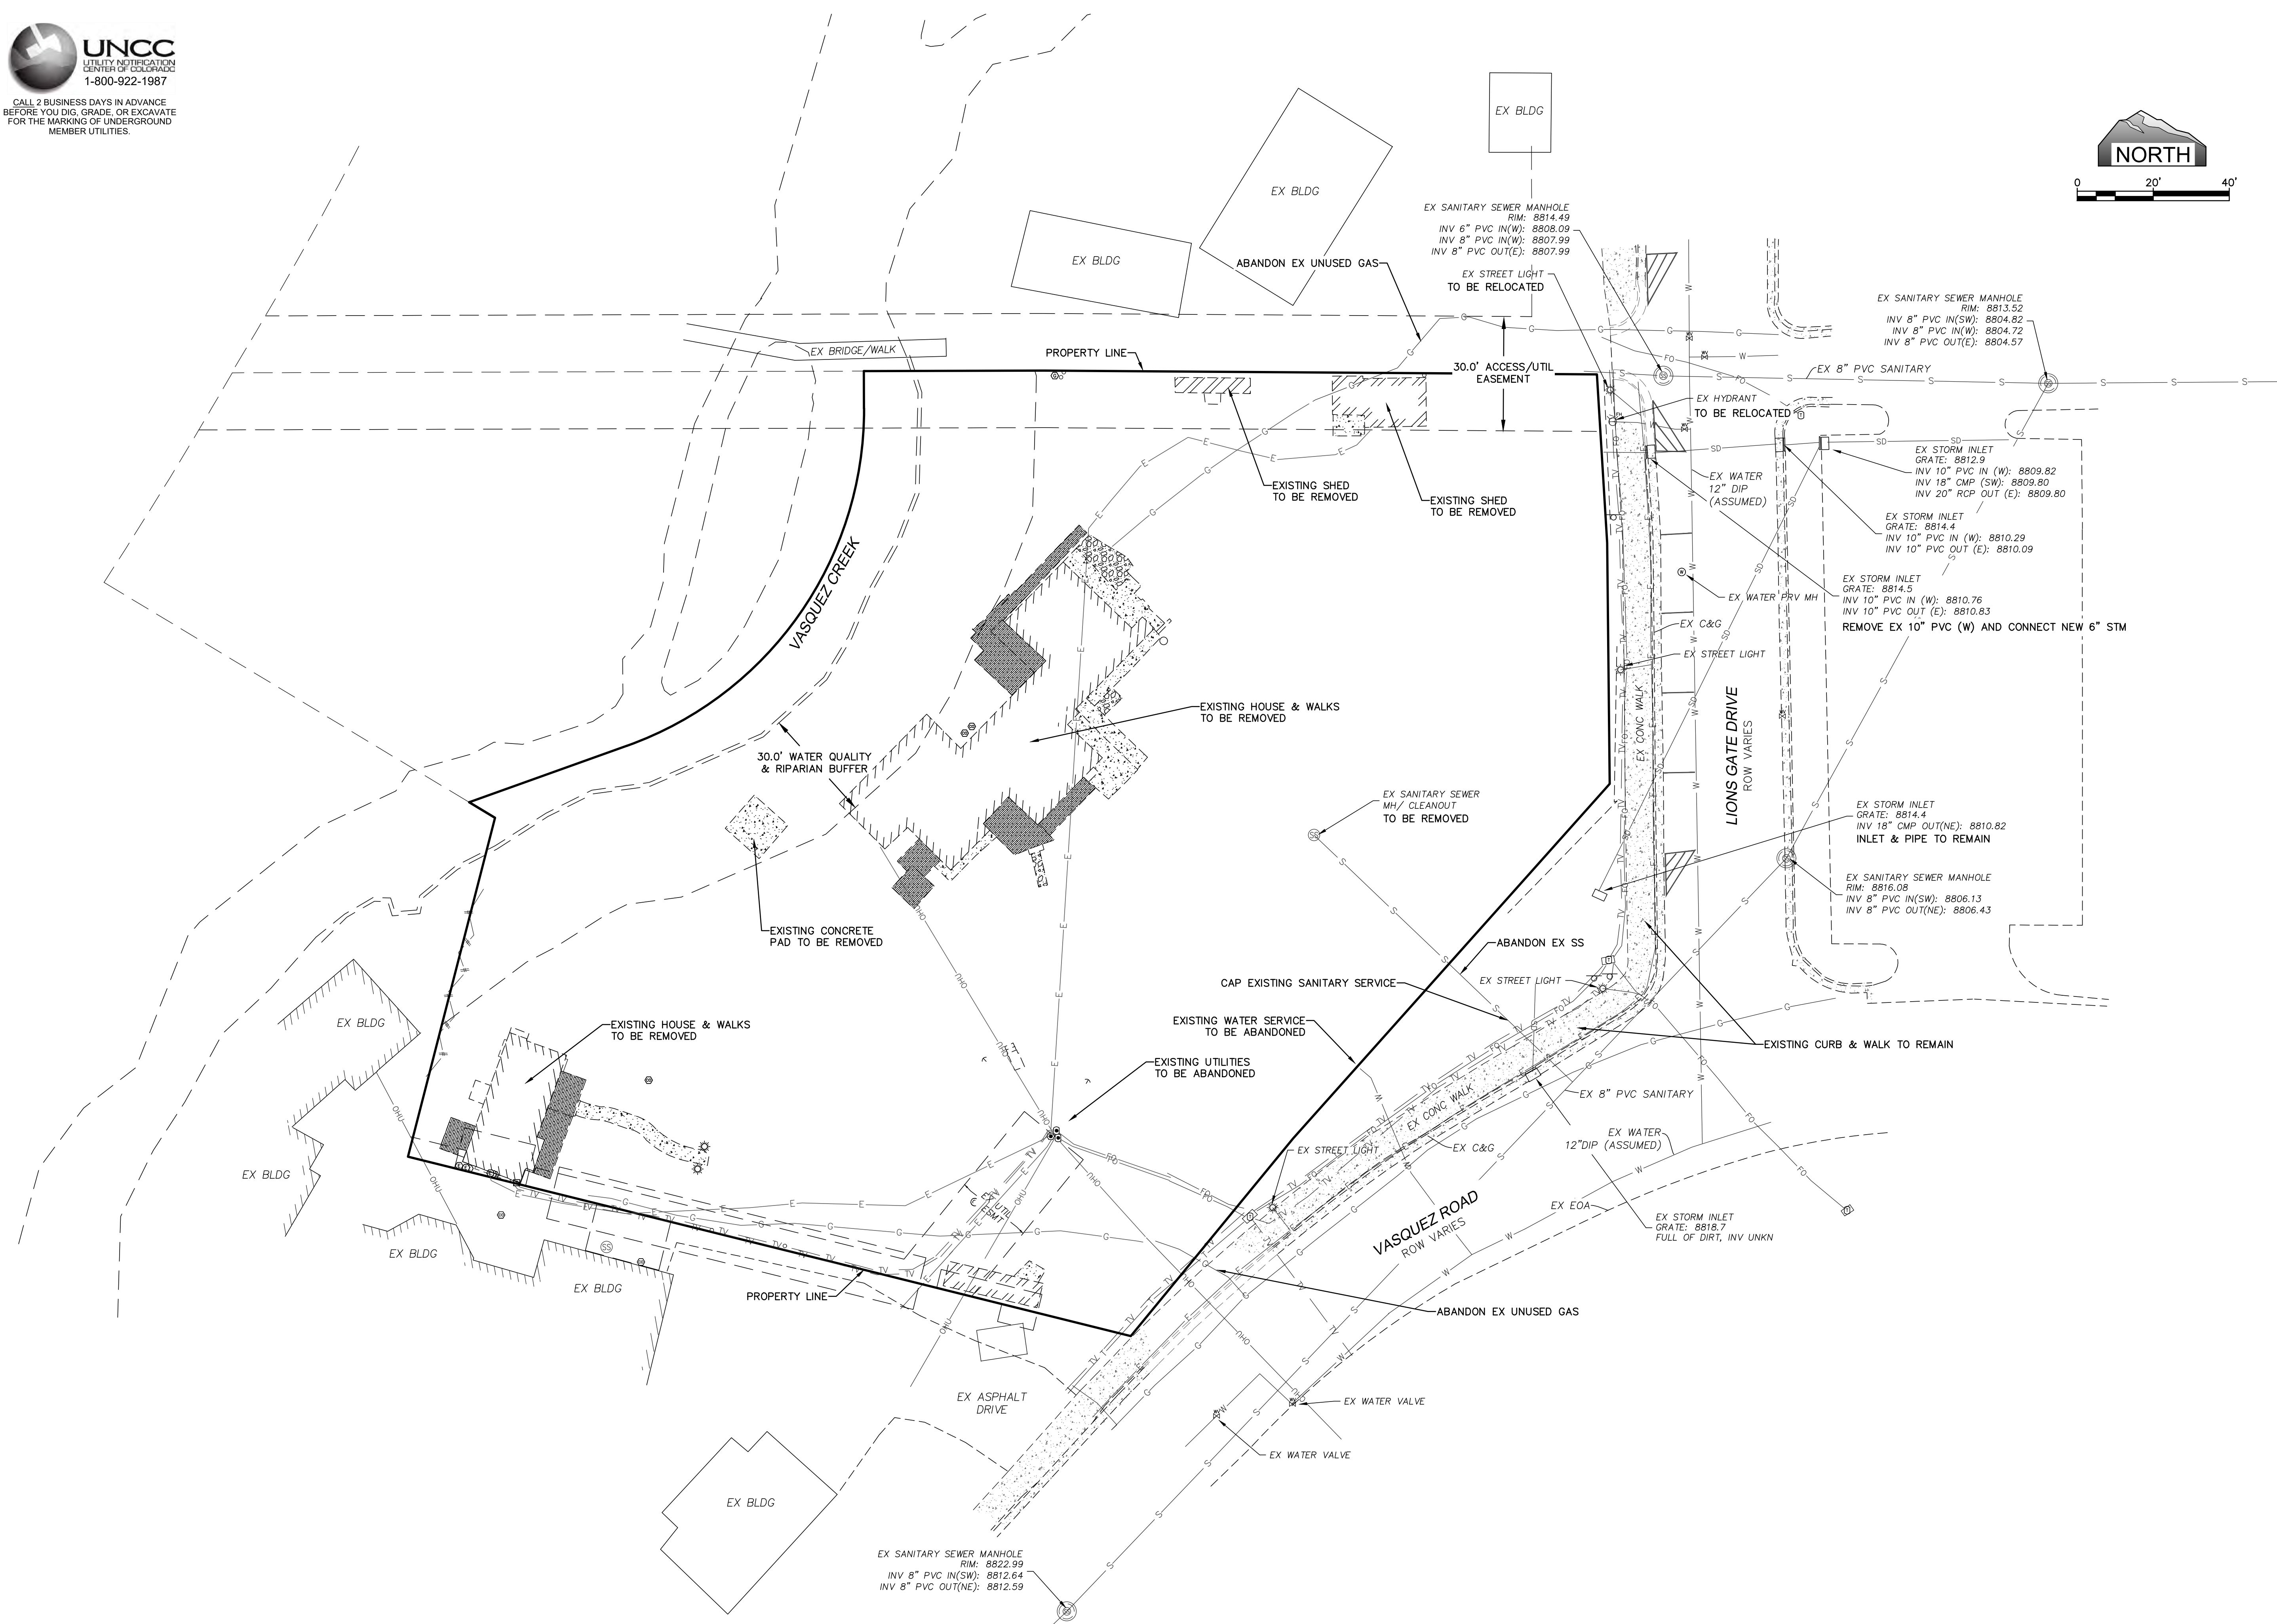 UNCC
UTILITY NOTIFICATION
CENTER OF COLORADO
1-800-922-1987
CALL 2 BUSINESS DAYS IN ADVANCE
BEFORE YOU DIG, GRADE, OR EXCAVATE
FOR THE MARKING OF UNDERGROUND
MEMBER UTILITIES.
NORTH
0 20' 40'
EX BLDG
EX BLDG
EX BLDG
EX SANITARY SEWER MANHOLE
RIM: 8814.49
INV 6" PVC IN(W): 8808.09
INV 8" PVC IN(W): 8807.99
INV 8" PVC OUT(E): 8807.99
ABANDON EX UNUSED GAS
EX STREET LIGHT
TO BE RELOCATED
EX SANITARY SEWER MANHOLE
RIM: 8813.52
INV 8" PVC IN(SW): 8804.82
INV 8" PVC IN(W): 8804.72
INV 8" PVC OUT(E): 8804.57
EX BRIDGE/WALK
PROPERTY LINE
30.0' ACCESS/UTIL
EASEMENT
EX 8" PVC SANITARY
EX HYDRANT
TO BE RELOCATED
EX STORM INLET
GRATE: 8812.9
INV 10" PVC IN (W): 8809.82
INV 18" CMP (SW): 8809.80
INV 20" RCP OUT (E): 8809.80
EX WATER
12" DIP
(ASSUMED)
EXISTING SHED
TO BE REMOVED
EXISTING SHED
TO BE REMOVED
EX STORM INLET
GRATE: 8814.4
INV 10" PVC IN (W): 8810.29
INV 10" PVC OUT (E): 8810.09
VASQUEZ CREEK
EX STORM INLET
GRATE: 8814.5
INV 10" PVC IN (W): 8810.76
INV 10" PVC OUT (E): 8810.83
REMOVE EX 10" PVC (W) AND CONNECT NEW 6" STM
EX WATER PRV MH
EX C&G
EX STREET LIGHT
EX CONC WALK
LIONS GATE DRIVE
ROW VARIES
EXISTING HOUSE & WALKS
TO BE REMOVED
30.0' WATER QUALITY
& RIPARIAN BUFFER
EX SANITARY SEWER
MH/ CLEANOUT
TO BE REMOVED
EX STORM INLET
GRATE: 8814.4
INV 18" CMP OUT(NE): 8810.82
INLET & PIPE TO REMAIN
EX SANITARY SEWER MANHOLE
RIM: 8816.08
INV 8" PVC IN(SW): 8806.13
INV 8" PVC OUT(NE): 8806.43
EXISTING CONCRETE
PAD TO BE REMOVED
ABANDON EX SS
CAP EXISTING SANITARY SERVICE
EX STREET LIGHT
EXISTING WATER SERVICE
TO BE ABANDONED
EXISTING CURB & WALK TO REMAIN
EX BLDG
EXISTING HOUSE & WALKS
TO BE REMOVED
EXISTING UTILITIES
TO BE ABANDONED
EX 8" PVC SANITARY
EX CONC WALK
EX WATER
12"DIP (ASSUMED)
EX C&G
EX STREET LIGHT
EX BLDG
EX UTIL
ESMT
VASQUEZ ROAD
ROW VARIES
EX EOA
EX STORM INLET
GRATE: 8818.7
FULL OF DIRT, INV UNKN
EX BLDG
EX BLDG
PROPERTY LINE
ABANDON EX UNUSED GAS
EX ASPHALT
DRIVE
EX WATER VALVE
EX WATER VALVE
EX BLDG
EX SANITARY SEWER MANHOLE
RIM: 8822.99
INV 8" PVC IN(SW): 8812.64
INV 8" PVC OUT(NE): 8812.59